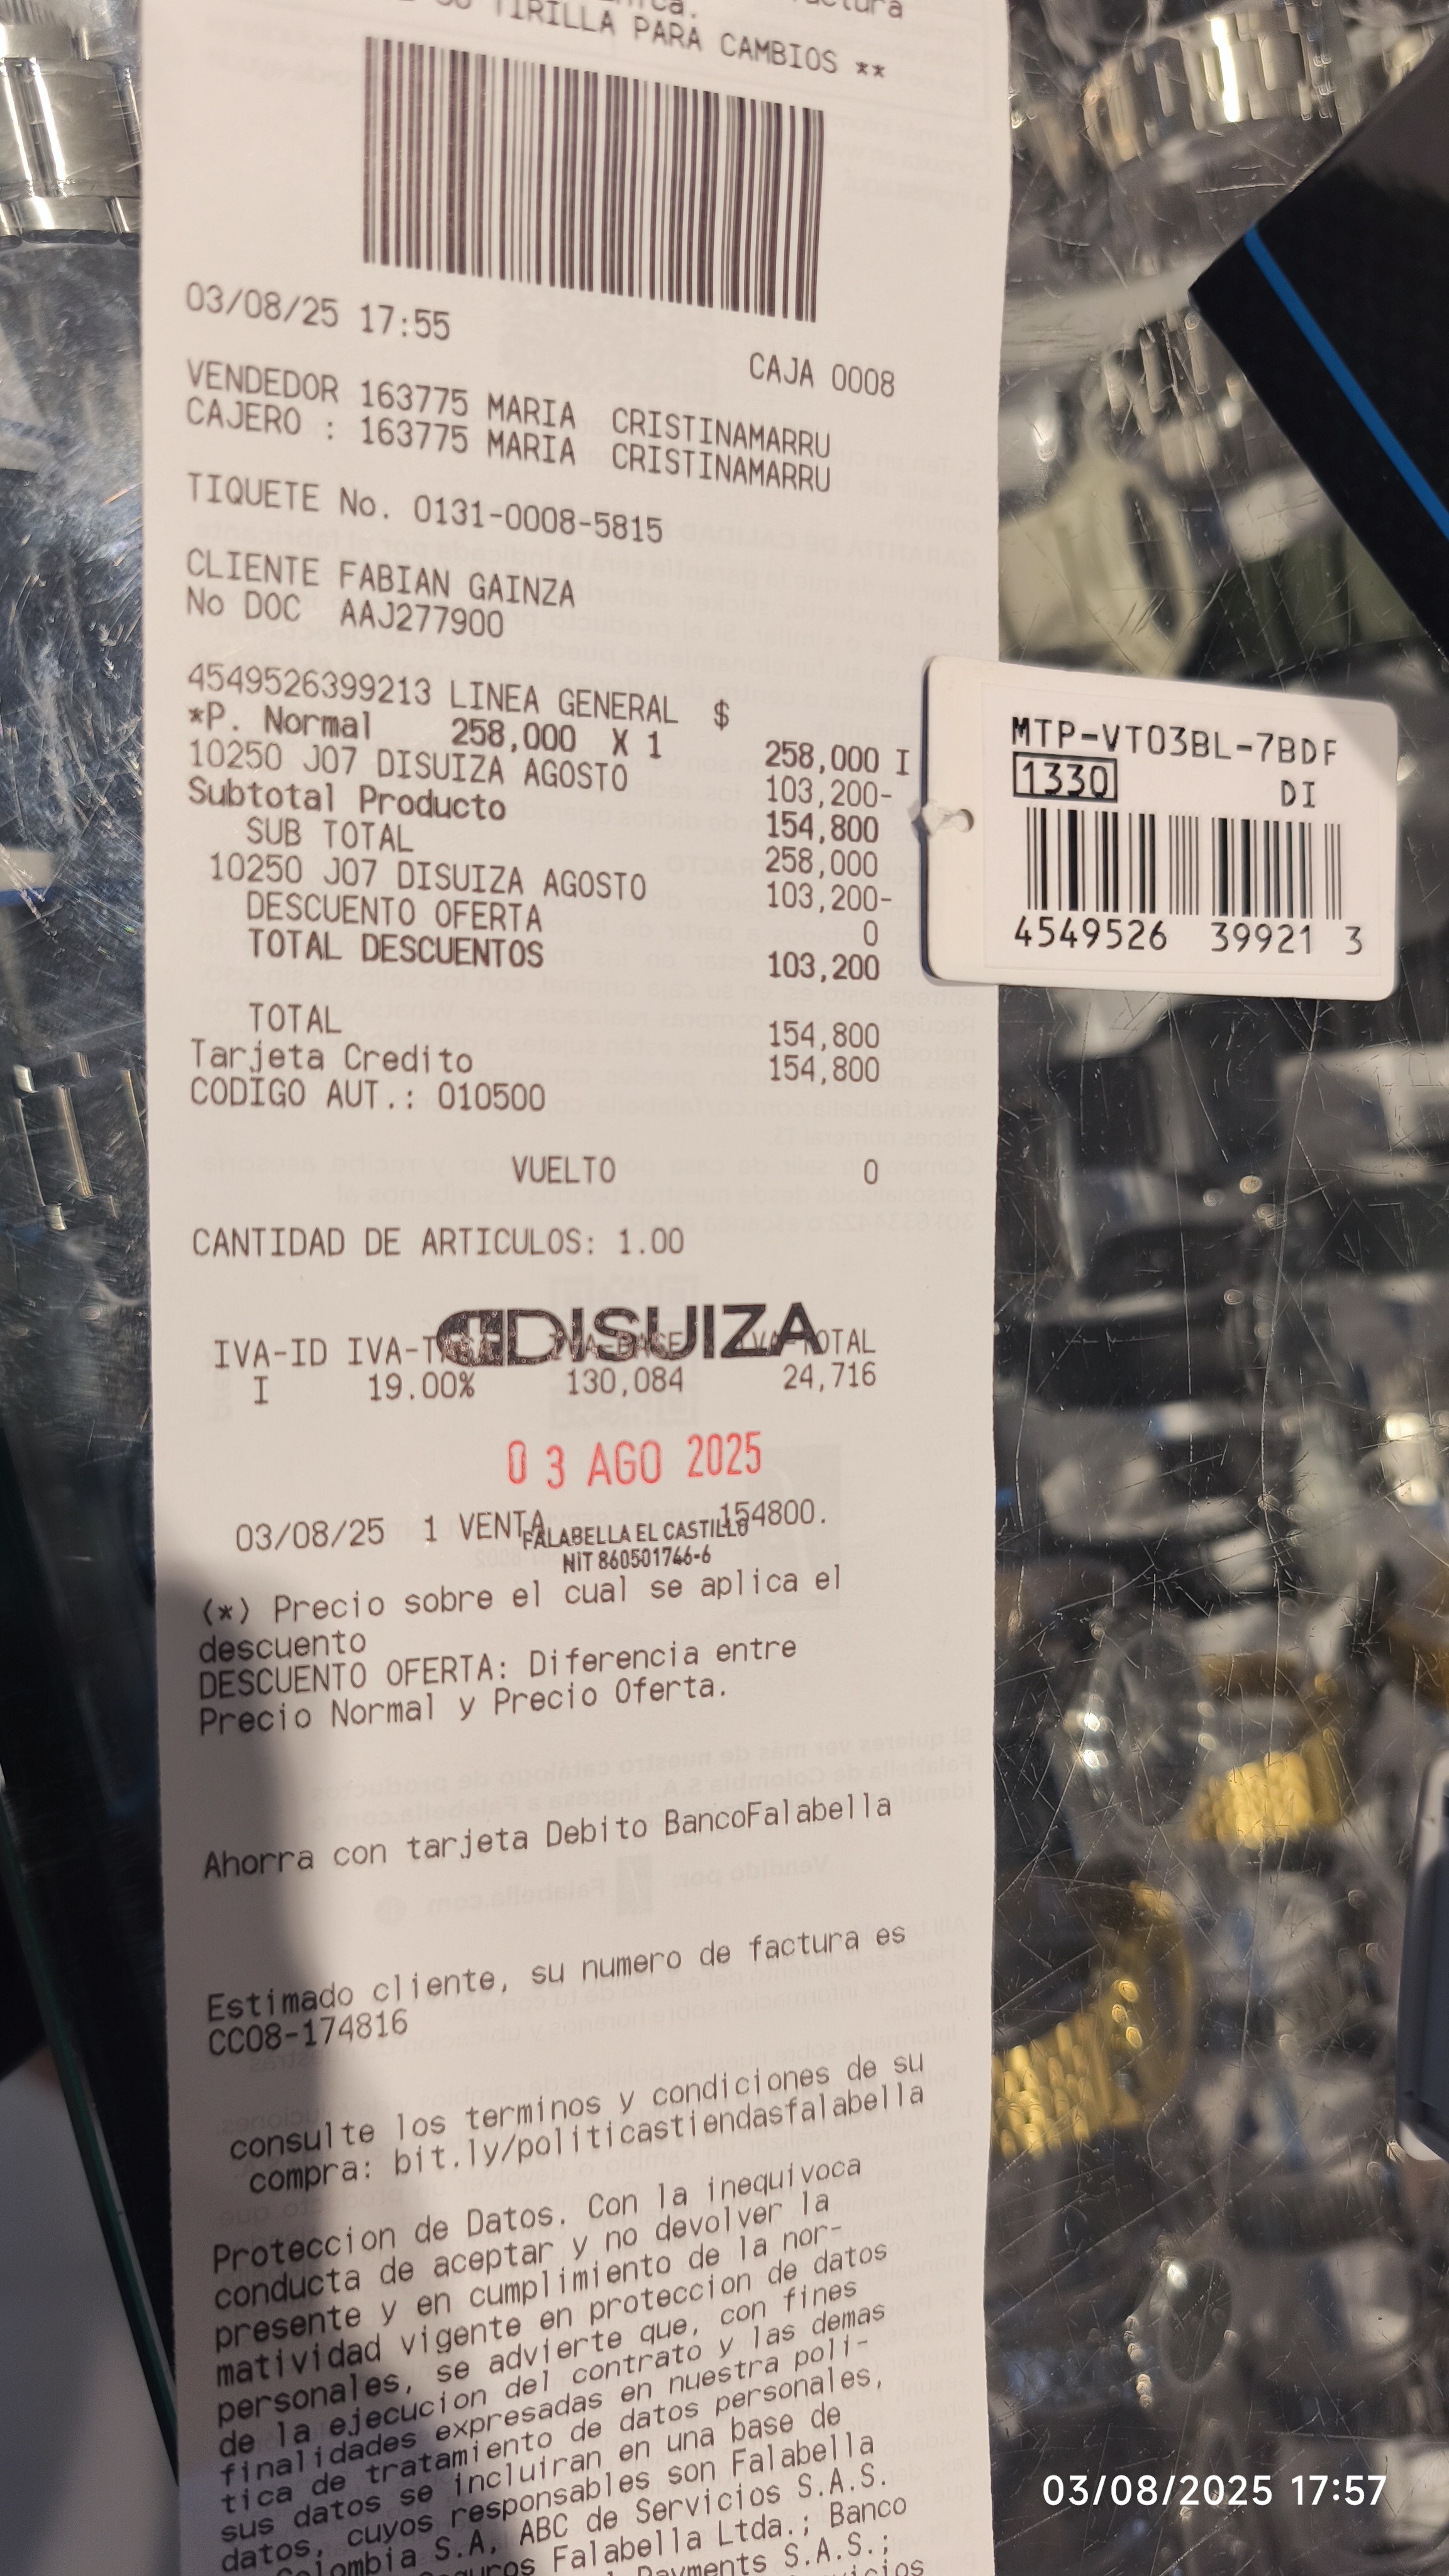 TIRILLA PARA CAMBIOS **
03/08/25 17:55
CAJA 0008
VENDEDOR 163775 MARIA CRISTINAMARRU
CAJERO : 163775 MARIA CRISTINAMARRU
TIQUETE No. 0131-0008-5815
CLIENTE FABIAN GAINZA
No DOC AAJ277900
4549526399213 LINEA GENERAL $
*P. Normal 258,000 X 1 258,000 I
10250 J07 DISUIZA AGOSTO 103,200-
Subtotal Producto 154,800
SUB TOTAL 258,000
10250 J07 DISUIZA AGOSTO 103,200-
DESCUENTO OFERTA 0
TOTAL DESCUENTOS 103,200
TOTAL 154,800
Tarjeta Credito 154,800
CODIGO AUT.: 010500
VUELTO 0
CANTIDAD DE ARTICULOS: 1.00
DISUIZA
IVA-ID IVA-TASA IVA-BASE IVA-TOTAL
I 19.00% 130,084 24,716
03 AGO 2025
03/08/25 1 VENTA 154800.
FALABELLA EL CASTILLO
NIT 860501746-6
(*) Precio sobre el cual se aplica el
descuento
DESCUENTO OFERTA: Diferencia entre
Precio Normal y Precio Oferta.
Ahorra con tarjeta Debito BancoFalabella
Estimado cliente, su numero de factura es
CC08-174816
consulte los terminos y condiciones de su
compra: bit.ly/politicastiendasfalabella
Proteccion de Datos. Con la inequivoca
conducta de aceptar y no devolver la
presente y en cumplimiento de la nor-
matividad vigente en proteccion de datos
personales, se advierte que, con fines
de la ejecucion del contrato y las demas
finalidades expresadas en nuestra poli-
tica de tratamiento de datos personales,
sus datos se incluiran en una base de
datos, cuyos responsables son Falabella
Colombia S.A, ABC de Servicios S.A.S.
Falabella Ltda.; Banco
Payments S.A.S.;
MTP-VT03BL-7BDF
1330 DI
4549526 39921 3
03/08/2025 17:57